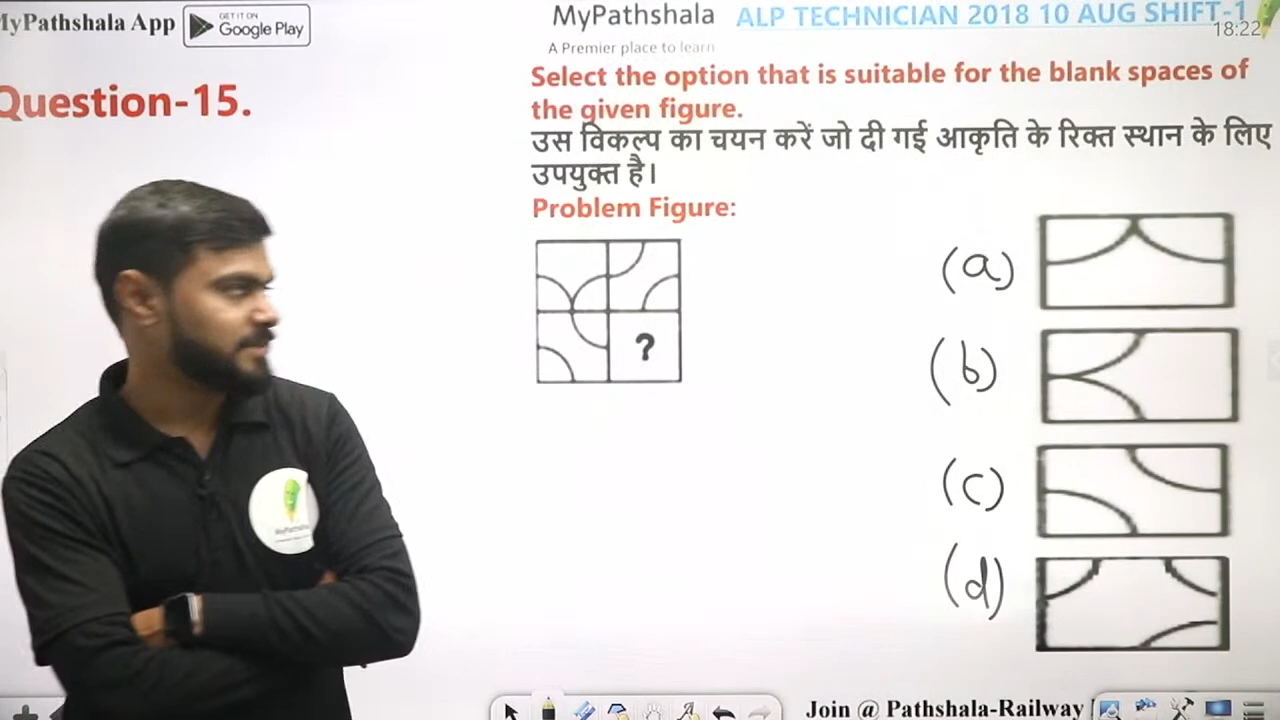 MyPathshala App
GET IT ON
Google Play
MyPathshala
A Premier place to learn
ALP TECHNICIAN 2018 10 AUG SHIFT-1
18:22
Question-15.
Select the option that is suitable for the blank spaces of
the given figure.
उस विकल्प का चयन करें जो दी गई आकृति के रिक्त स्थान के लिए
उपयुक्त है।
Problem Figure:
?
(a)
(b)
(c)
(d)
Join @ Pathshala-Railway